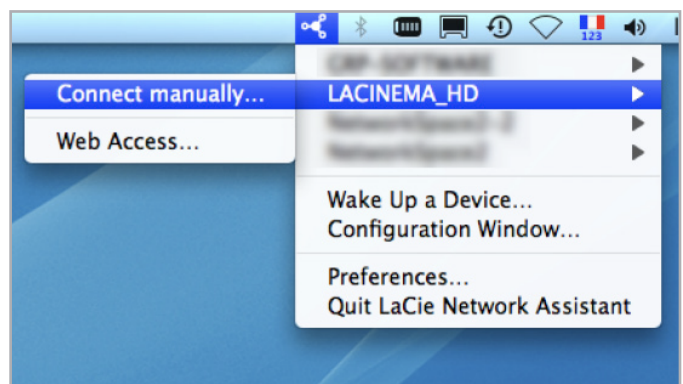 123
Connect manually...
Web Access...
LACINEMA_HD
Wake Up a Device...
Configuration Window...
Preferences...
Quit LaCie Network Assistant